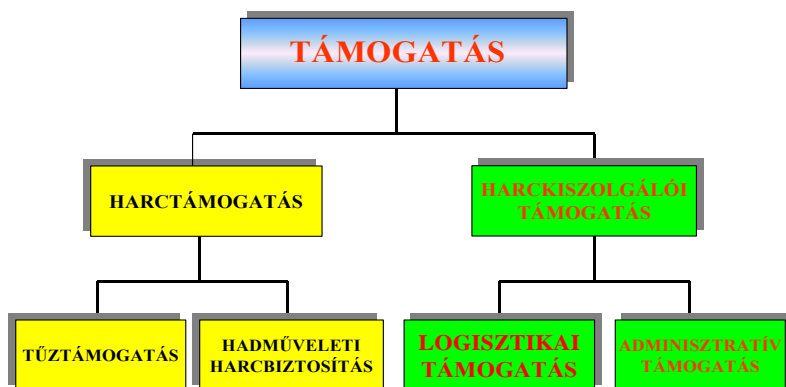 TÁMOGATÁS
HARCTÁMOGATÁS
HARCKISZOLGÁLÓI
TÁMOGATÁS
TŰZTÁMOGATÁS
HADMŰVELETI
HARCBIZTOSÍTÁS
LOGISZTIKAI
TÁMOGATÁS
ADMINISZTRATÍV
TÁMOGATÁS